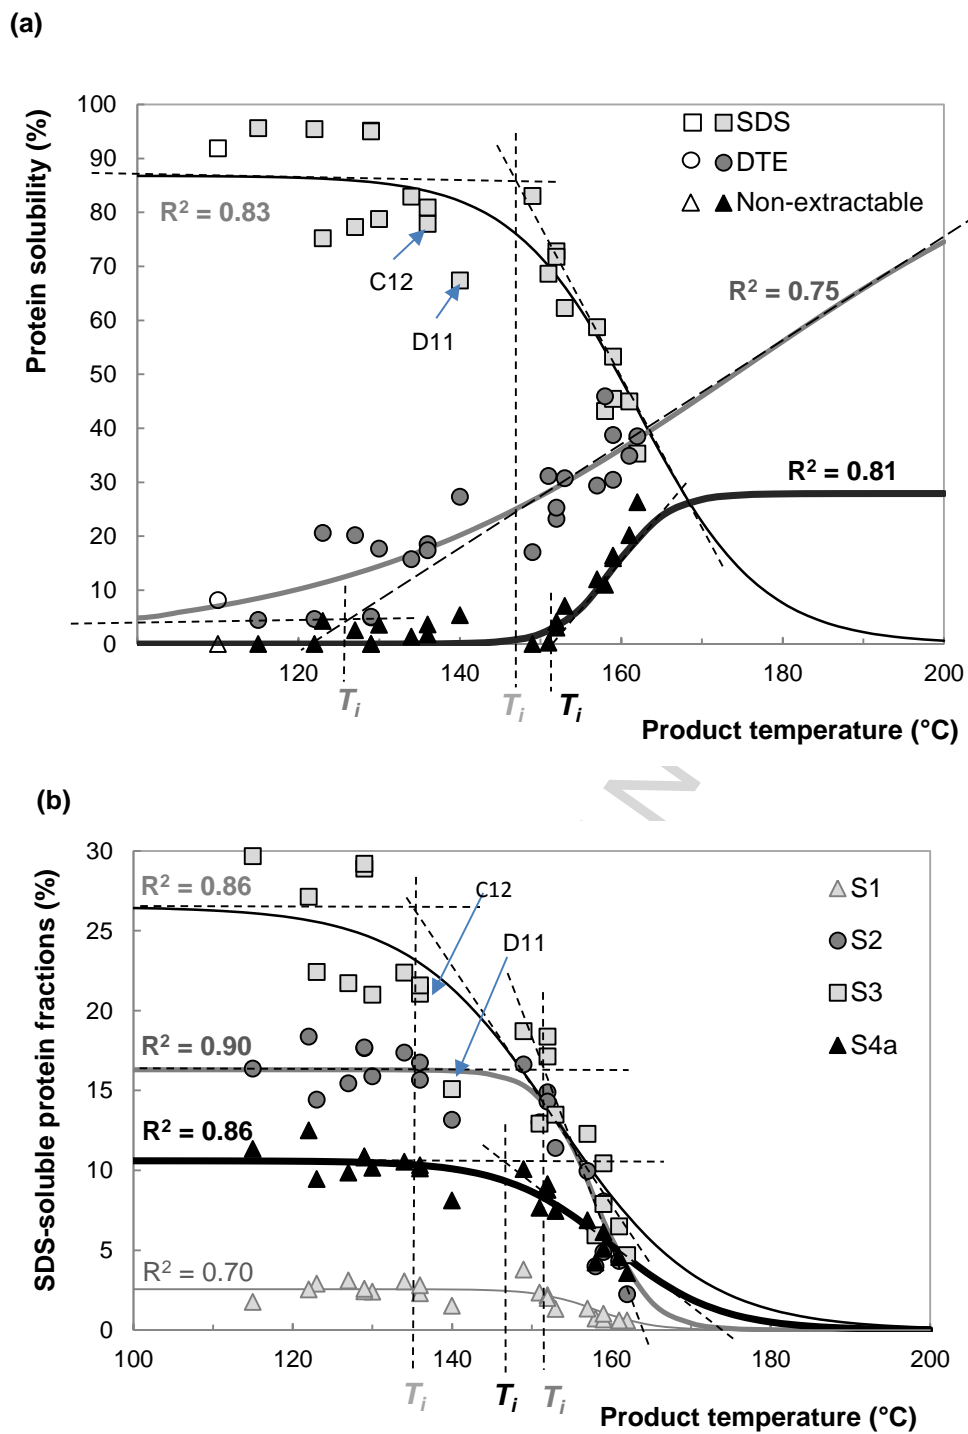 (a)
100
90
80
70
60
50
40
30
20
10
0
Protein solubility (%)
SDS
DTE
Non-extractable
R² = 0.83
C12
D11
R² = 0.75
R² = 0.81
120 140 160 180 200
Ti Ti Ti
Product temperature (°C)
(b)
N
30
25
20
15
10
5
0
SDS-soluble protein fractions (%)
S1
S2
S3
S4a
R² = 0.86
C12
D11
R² = 0.90
R² = 0.86
R² = 0.70
100 120 140 160 180 200
Ti Ti Ti
Product temperature (°C)